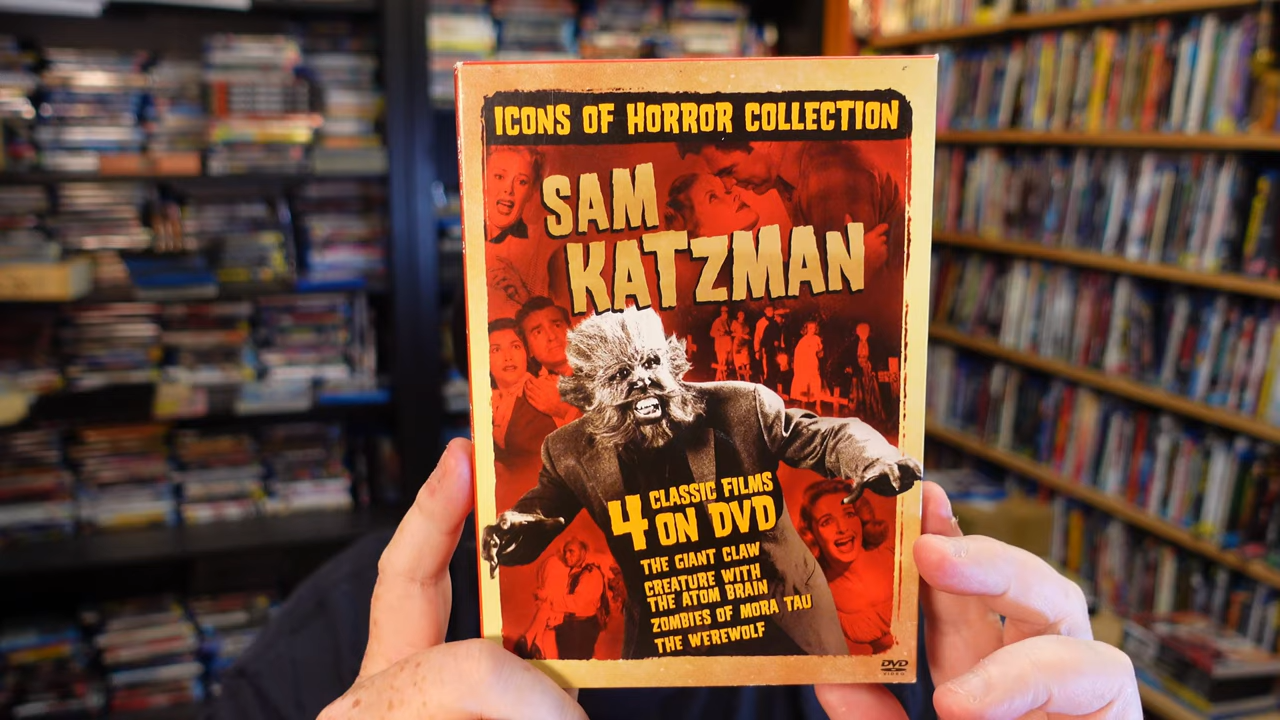 ICONS OF HORROR COLLECTION
SAM
KATZMAN
4 CLASSIC FILMS
ON DVD
THE GIANT CLAW
CREATURE WITH
THE ATOM BRAIN
ZOMBIES OF MORA TAU
THE WEREWOLF
DVD
VIDEO